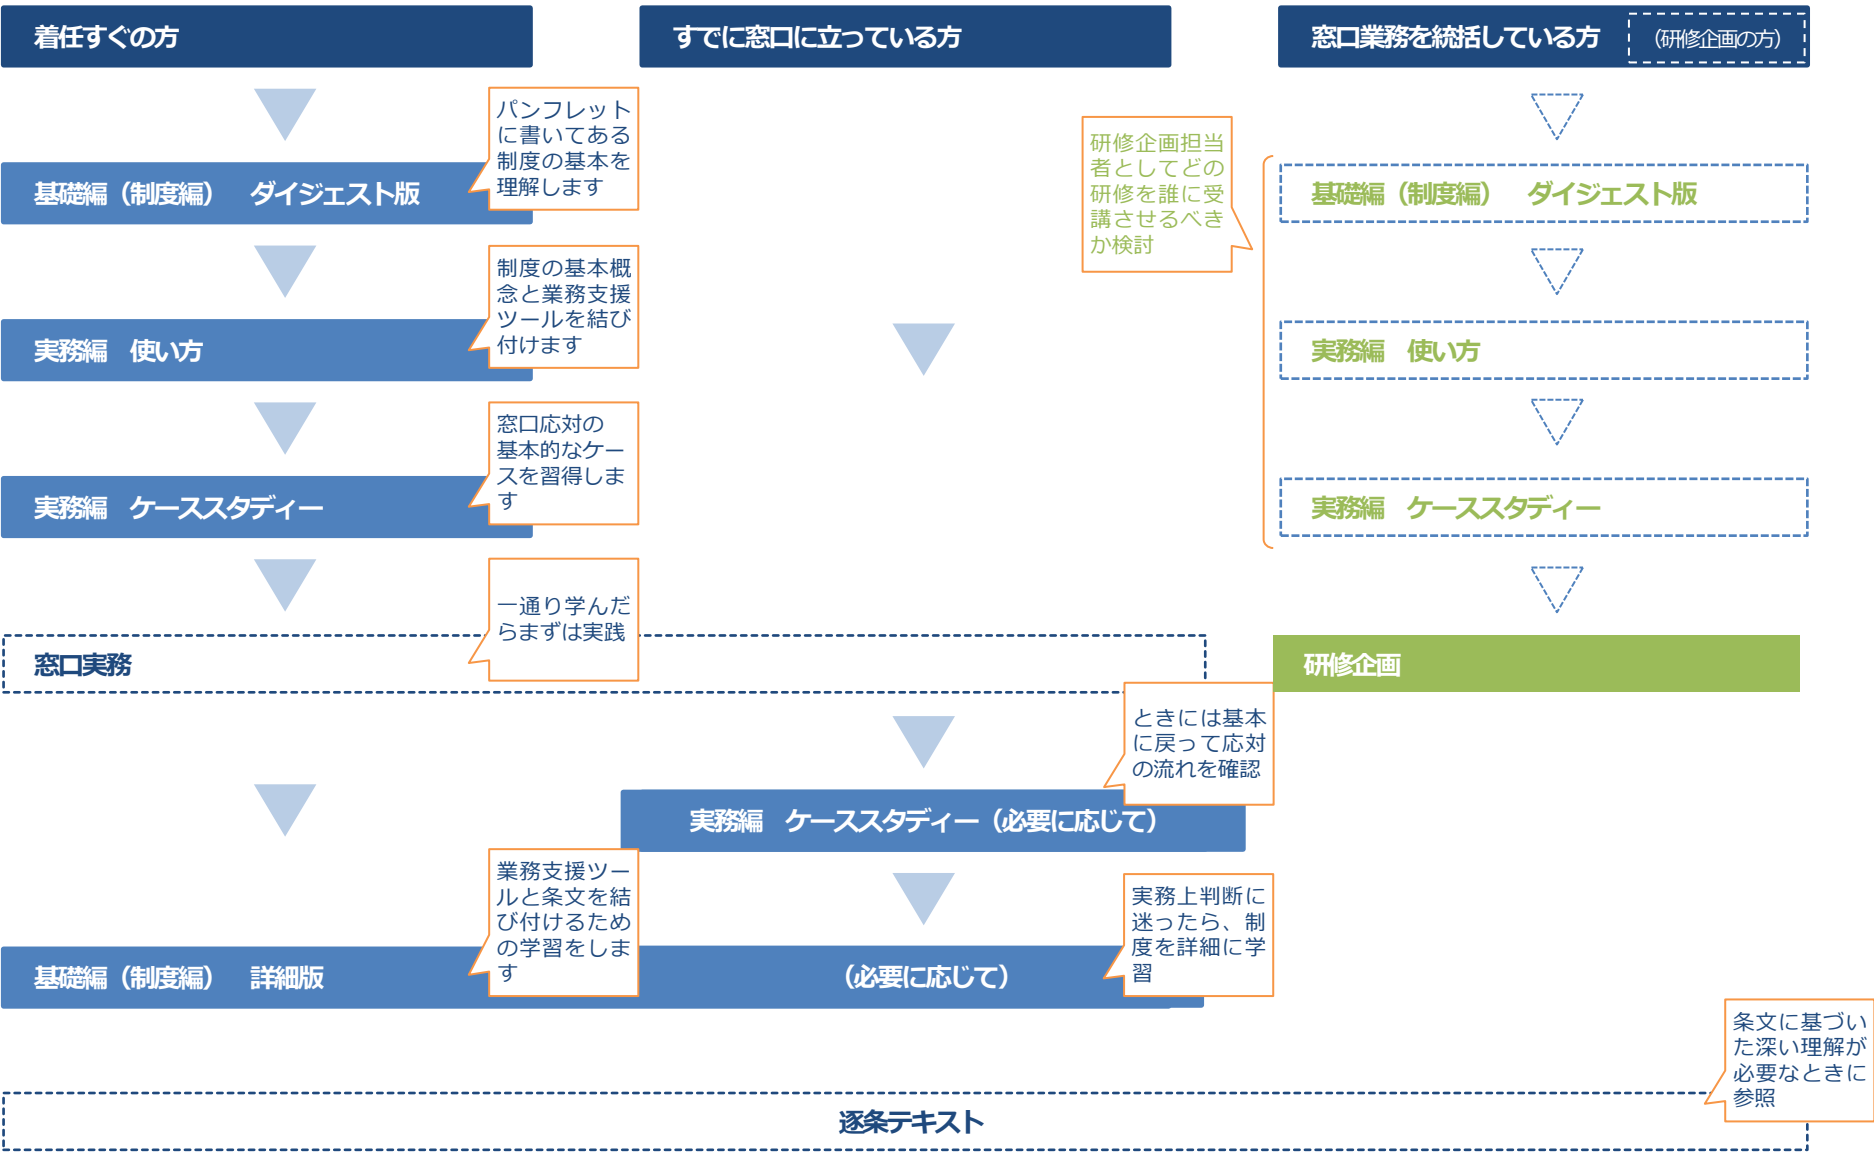 着任すぐの方
すでに窓口に立っている方
窓口業務を統括している方
（研修企画の方）
パンフレット
に書いてある
制度の基本を
理解します
研修企画担当
者としてどの
研修を誰に受
講させるべき
か検討
基礎編（制度編）　ダイジェスト版
基礎編（制度編）　ダイジェスト版
制度の基本概
念と業務支援
ツールを結び
付けます
実務編　使い方
実務編　使い方
窓口応対の
基本的なケー
スを習得しま
す
実務編　ケーススタディー
実務編　ケーススタディー
一通り学んだ
らまずは実践
窓口実務
研修企画
ときには基本
に戻って応対
の流れを確認
実務編　ケーススタディー（必要に応じて）
業務支援ツー
ルと条文を結
び付けるため
の学習をしま
す
実務上判断に
迷ったら、制
度を詳細に学
習
基礎編（制度編）　詳細版
（必要に応じて）
条文に基づい
た深い理解が
必要なときに
参照
逐条テキスト